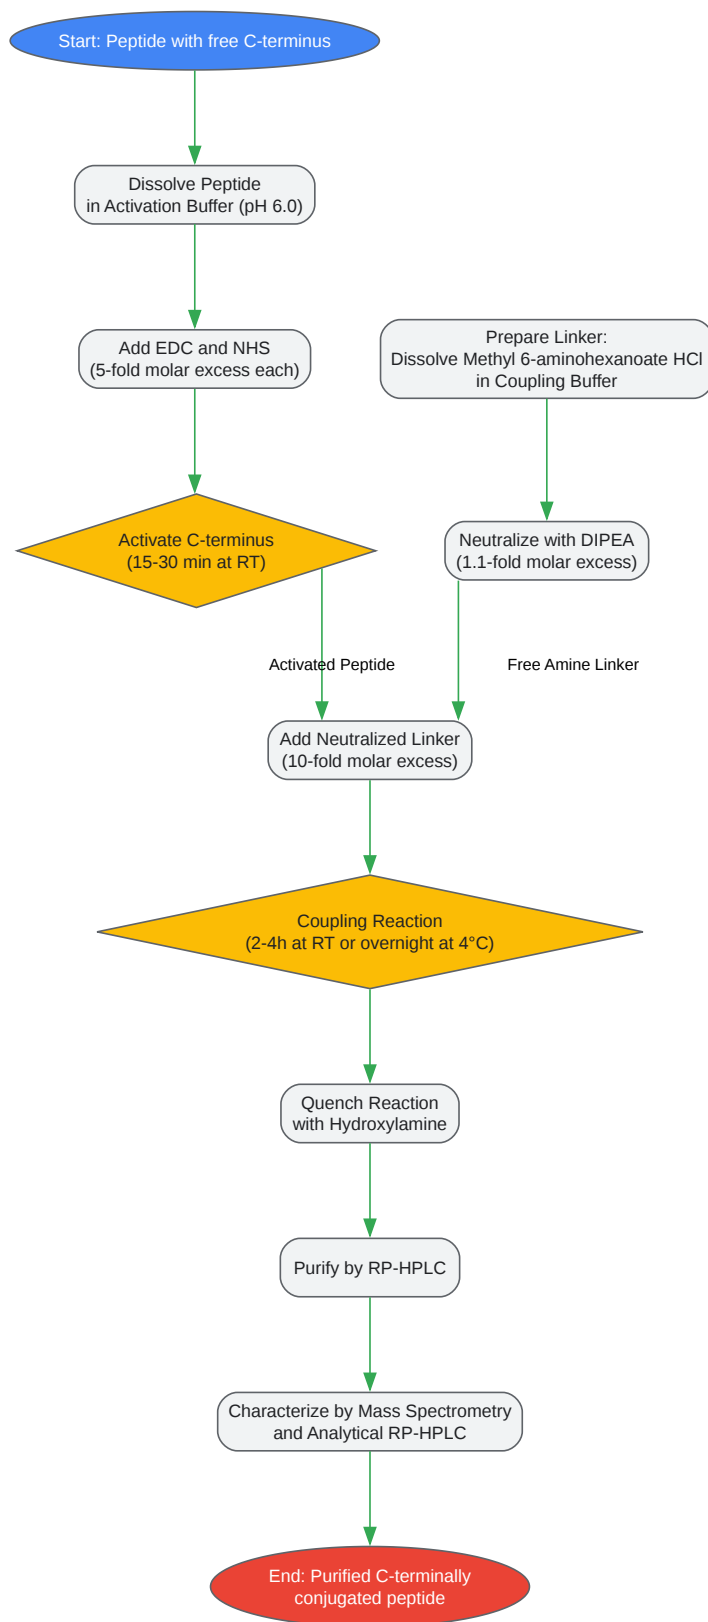 Start: Peptide with free C-terminus
Dissolve Peptide
in Activation Buffer (pH 6.0)
Add EDC and NHS
(5-fold molar excess each)
Prepare Linker:
Dissolve Methyl 6-aminohexanoate HCl
in Coupling Buffer
Activate C-terminus
(15-30 min at RT)
Neutralize with DIPEA
(1.1-fold molar excess)
Activated Peptide
Free Amine Linker
Add Neutralized Linker
(10-fold molar excess)
Coupling Reaction
(2-4h at RT or overnight at 4°C)
Quench Reaction
with Hydroxylamine
Purify by RP-HPLC
Characterize by Mass Spectrometry
and Analytical RP-HPLC
End: Purified C-terminally
conjugated peptide